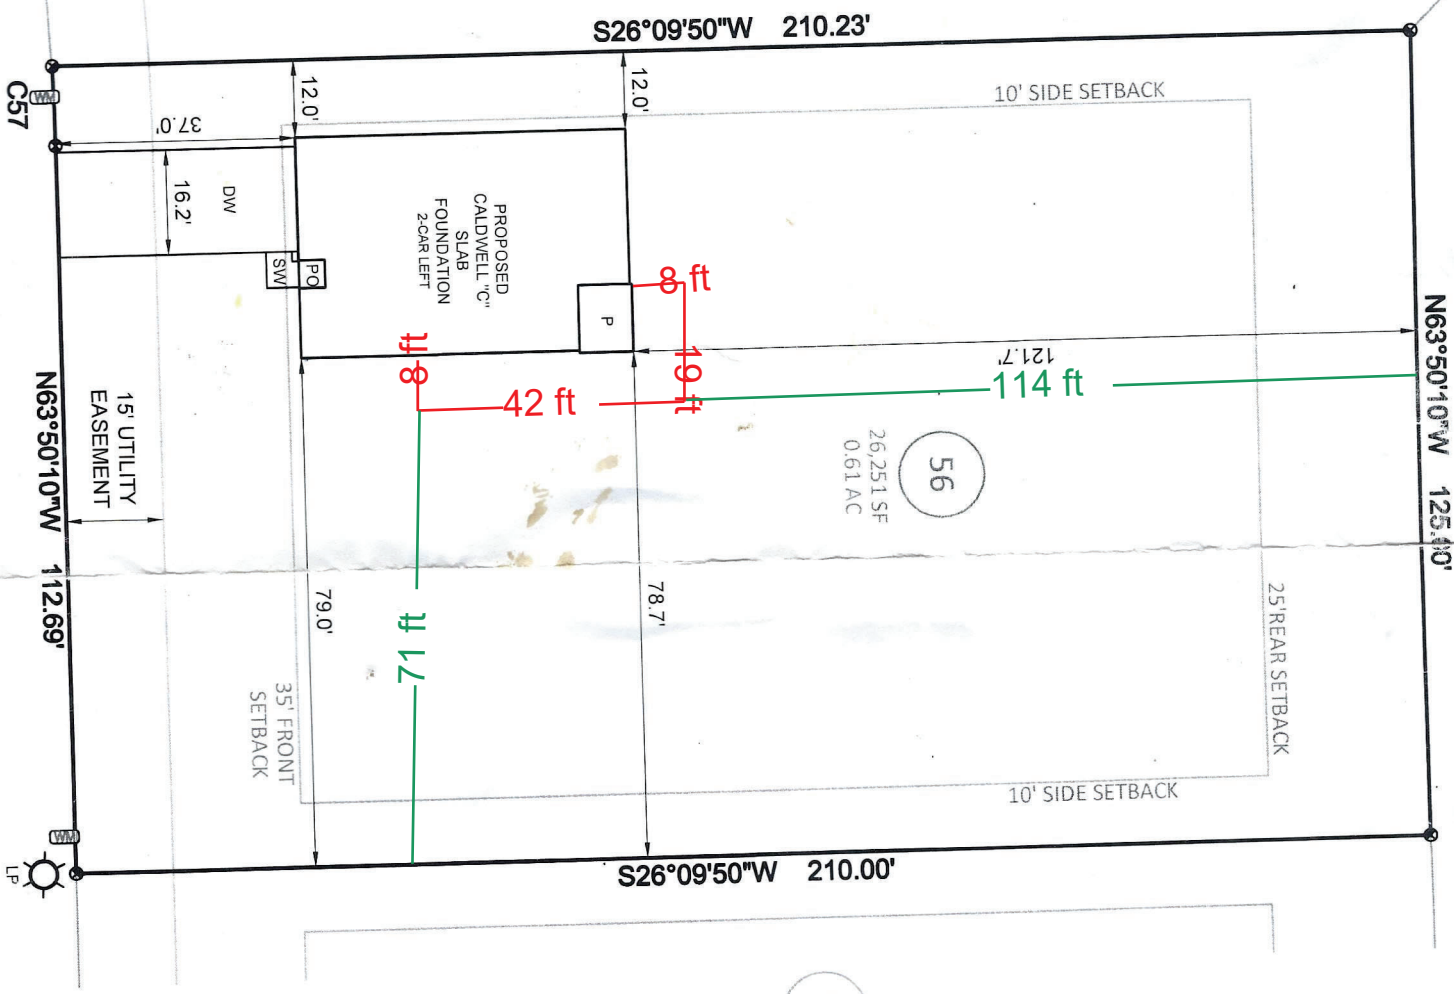 S26°09'50"W 210.23'
10' SIDE SETBACK
12.0'
12.0'
37.0'
WM
C57
16.2'
DW
SW
PO
PROPOSED
CALDWELL "C"
SLAB
FOUNDATION
2-CAR LEFT
P
8 ft
19 ft
8 ft
42 ft
121.7'
114 ft
56
26,251 SF
0.61 AC
N63°50'10"W 125.00'
15' UTILITY
EASEMENT
N63°50'10"W 112.69'
71 ft
79.0'
78.7'
35' FRONT
SETBACK
25'REAR SETBACK
10' SIDE SETBACK
WM
LP
S26°09'50"W 210.00'